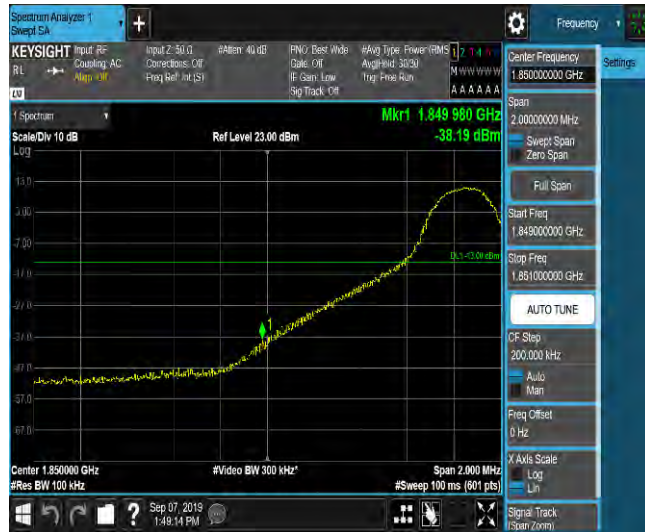 Spectrum Analyzer 1
Swept SA
+
Frequency
Settings
KEYSIGHT
RL
Input: RF
Coupling: AC
Align: Off
Input Z: 50 Ω
Corrections: Off
Freq Ref: Int (S)
#Atten: 40 dB
PNO: Best Wide
Gate: Off
IF Gain: Low
Sig Track: Off
#Avg Type: Power (RMS
Avg|Hold: 30/30
Trig: Free Run
M W W W W W
A A A A A A
1 Spectrum
Scale/Div 10 dB
Log
Ref Level 23.00 dBm
Mkr1 1.849 980 GHz
-38.19 dBm
13.0
3.00
-7.00
DL1 -13.00 dBm
-17.0
-27.0
-37.0
-47.0
-57.0
-67.0
1
Center 1.850000 GHz
#Video BW 300 kHz*
Span 2.000 MHz
#Res BW 100 kHz
#Sweep 100 ms (601 pts)
Center Frequency
1.850000000 GHz
Span
2.00000000 MHz
Swept Span
Zero Span
Full Span
Start Freq
1.849000000 GHz
Stop Freq
1.851000000 GHz
AUTO TUNE
CF Step
200.000 kHz
Auto
Man
Freq Offset
0 Hz
X Axis Scale
Log
Lin
Signal Track
(Span Zoom)
?
Sep 07, 2019
1:49:14 PM